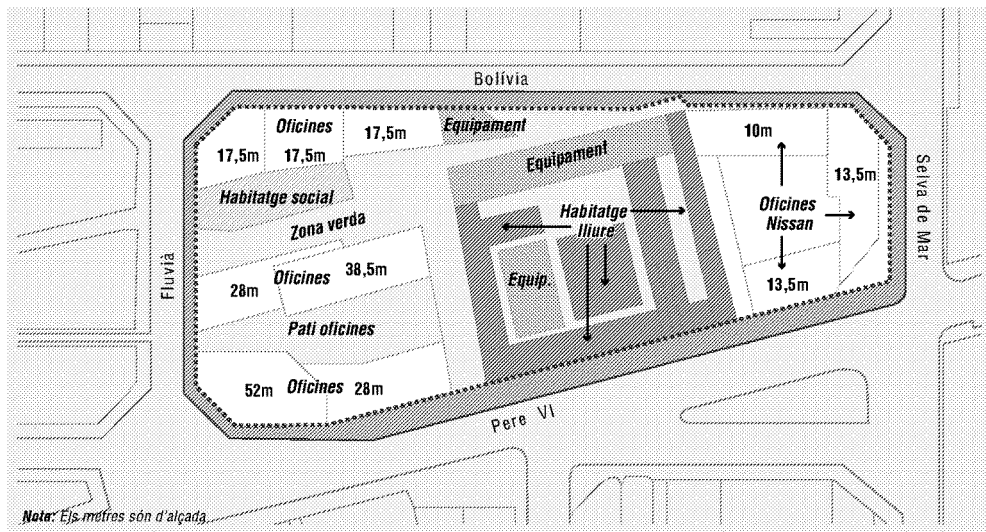 Bolívia
Oficines
17,5m
Equipament
17,5m
17,5m
10m
Equipament
13,5m
Selva de Mar
Habitatge social
Habitatge
lliure
Oficines
Nissan
Zona verda
Fluvià
38,5m
Oficines
28m
Equip.
13,5m
Pati oficines
52m
Oficines
28m
Pere VI
Nota: Els metres són d'alçada